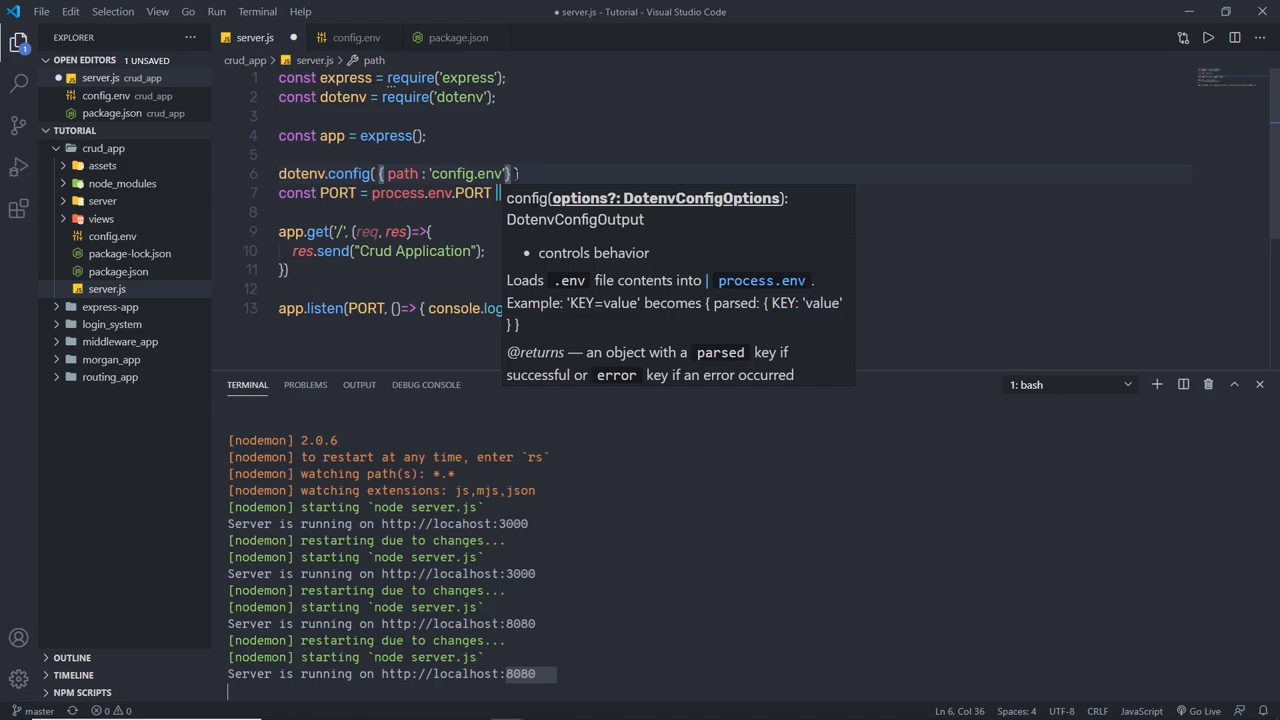 File Edit Selection View Go Run Terminal Help
● server.js - Tutorial - Visual Studio Code
EXPLORER
server.js
config.env
package.json
OPEN EDITORS 1 UNSAVED
server.js crud_app
config.env crud_app
package.json crud_app
TUTORIAL
crud_app
assets
node_modules
server
views
config.env
package-lock.json
package.json
server.js
express-app
login_system
middleware_app
morgan_app
routing_app
OUTLINE
TIMELINE
NPM SCRIPTS
crud_app > server.js > path
1 const express = require('express');
2 const dotenv = require('dotenv');
3
4 const app = express();
5
6 dotenv.config( { path : 'config.env'} )
7 const PORT = process.env.PORT ||
8
9 app.get('/', (req, res)=>{
10 res.send("Crud Application");
11 })
12
13 app.listen(PORT, ()=> { console.log
config(options?: DotenvConfigOptions):
DotenvConfigOutput
• controls behavior
Loads .env file contents into | process.env .
Example: 'KEY=value' becomes { parsed: { KEY: 'value'
} }
@returns — an object with a parsed key if
successful or error key if an error occurred
TERMINAL PROBLEMS OUTPUT DEBUG CONSOLE
1: bash
[nodemon] 2.0.6
[nodemon] to restart at any time, enter `rs`
[nodemon] watching path(s): *.*
[nodemon] watching extensions: js,mjs,json
[nodemon] starting `node server.js`
Server is running on http://locahost:3000
[nodemon] restarting due to changes...
[nodemon] starting `node server.js`
Server is running on http://localhost:3000
[nodemon] restarting due to changes...
[nodemon] starting `node server.js`
Server is running on http://localhost:8080
[nodemon] restarting due to changes...
[nodemon] starting `node server.js`
Server is running on http://localhost:8080
master 0 0 Ln 6, Col 36 Spaces: 4 UTF-8 CRLF JavaScript Go Live